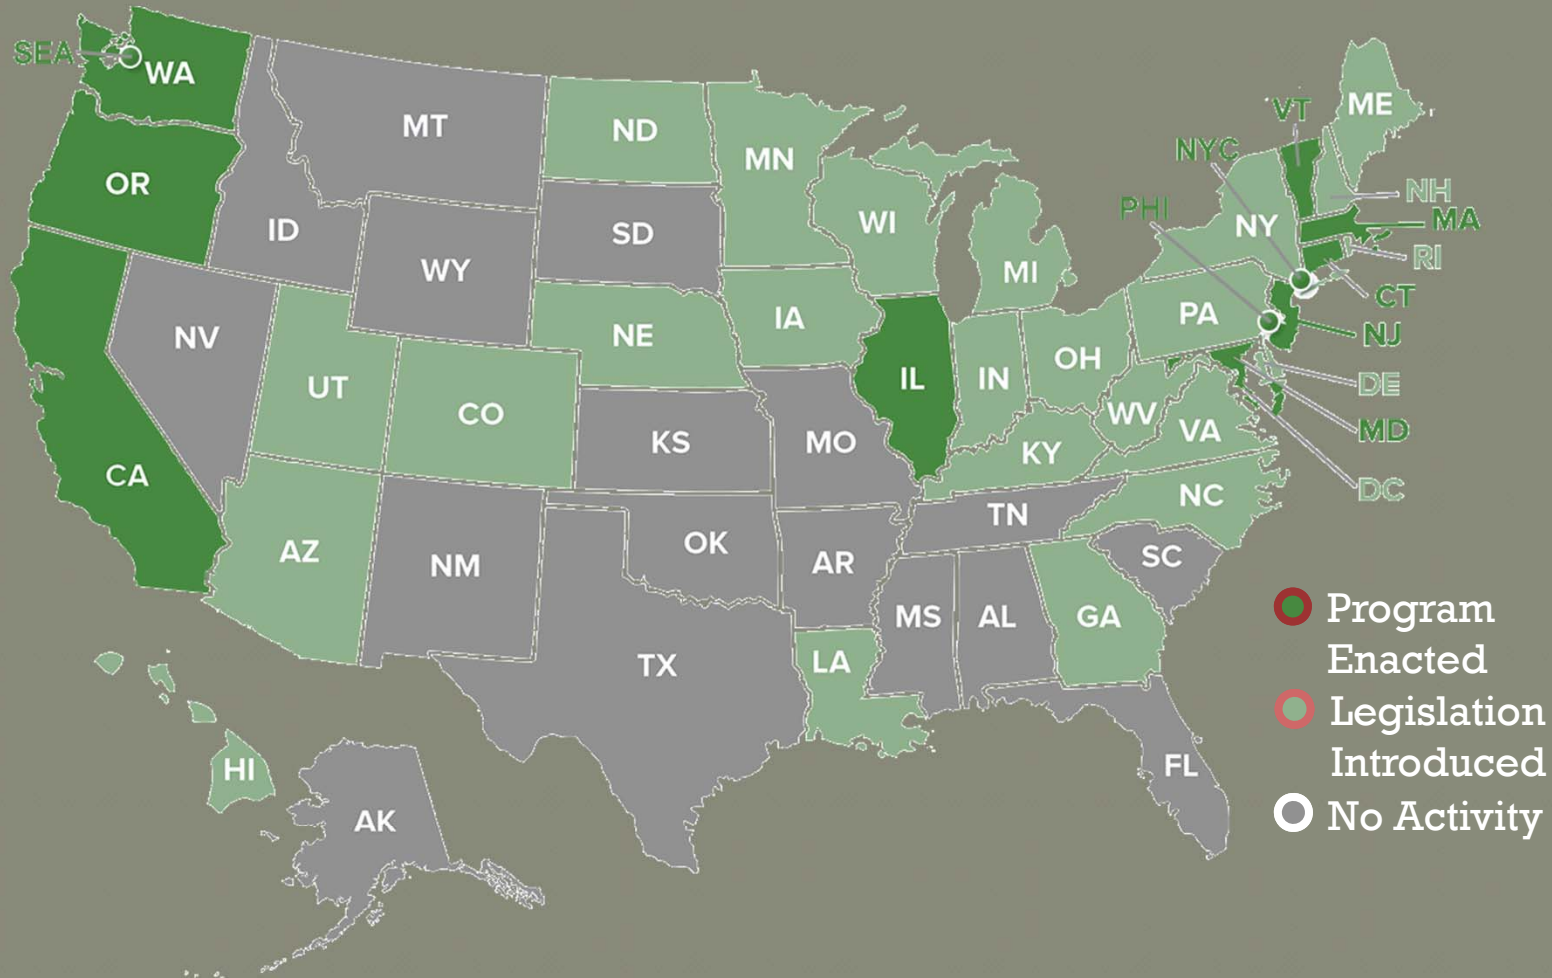 SEA
WA
MT
ND
MN
VT
ME
NYC
OR
ID
SD
WI
PHI
NY
NH
MA
WY
MI
RI
NV
NE
IA
PA
CT
NJ
UT
CO
IL
IN
OH
DE
WV
VA
MD
KS
MO
KY
CA
NC
DC
AZ
NM
OK
AR
TN
SC
MS
AL
GA
TX
LA
HI
AK
FL
Program
Enacted
Legislation
Introduced
No Activity